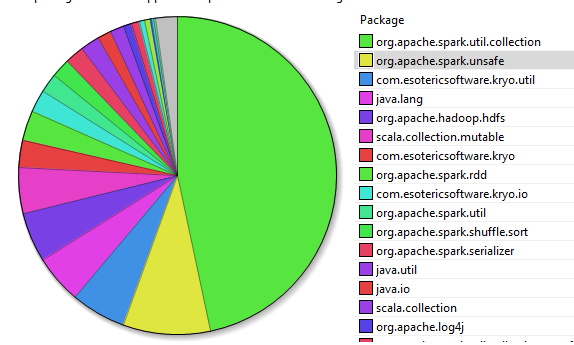 Package
org.apache.spark.util.collection
org.apache.spark.unsafe
com.esotericsoftware.kryo.util
java.lang
org.apache.hadoop.hdfs
scala.collection.mutable
com.esotericsoftware.kryo
org.apache.spark.rdd
com.esotericsoftware.kryo.io
org.apache.spark.util
org.apache.spark.shuffle.sort
org.apache.spark.serializer
java.util
java.io
scala.collection
org.apache.log4j